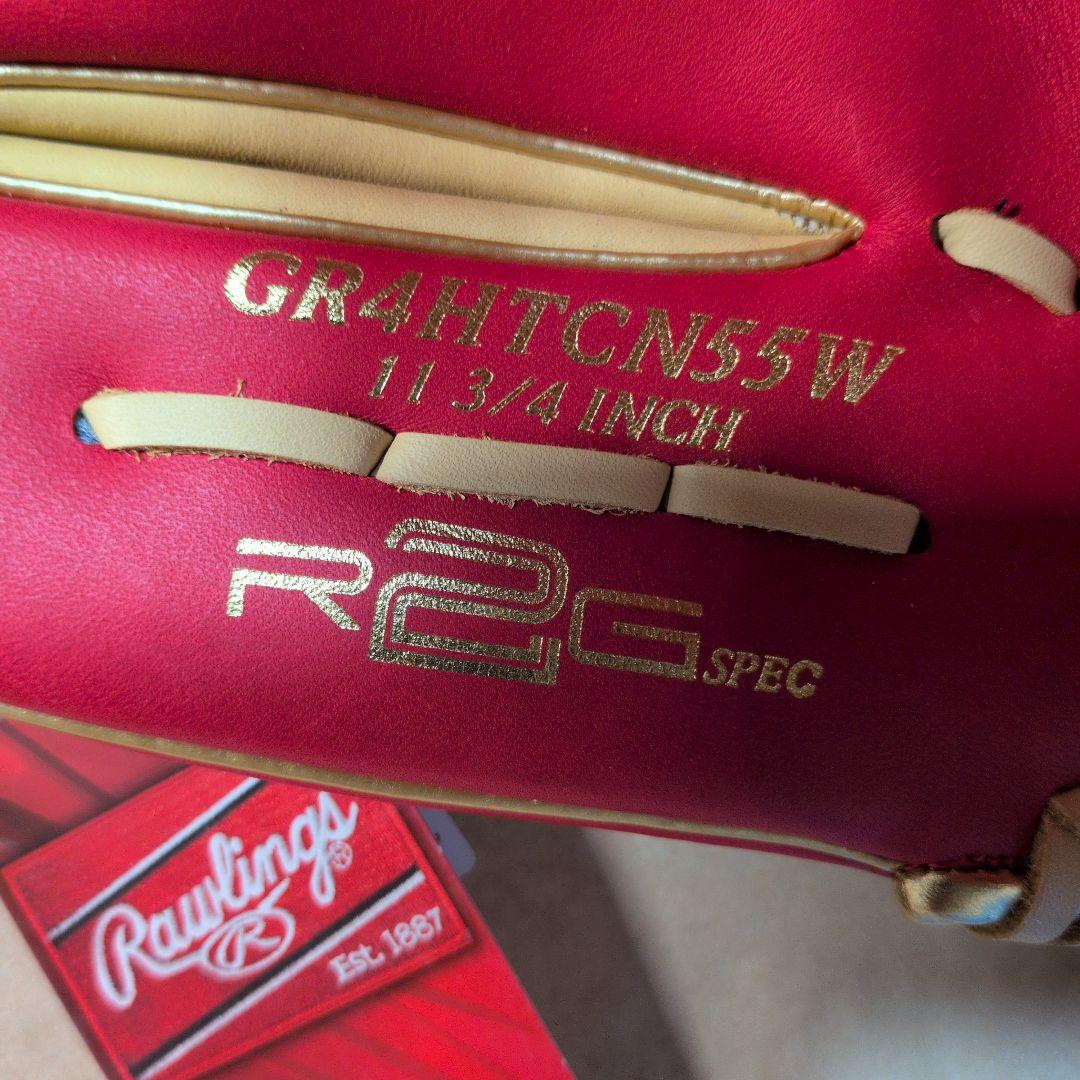 GR4HTCN55W
11 3/4 INCH
R2G SPEC
Rawlings
R
Est. 1887